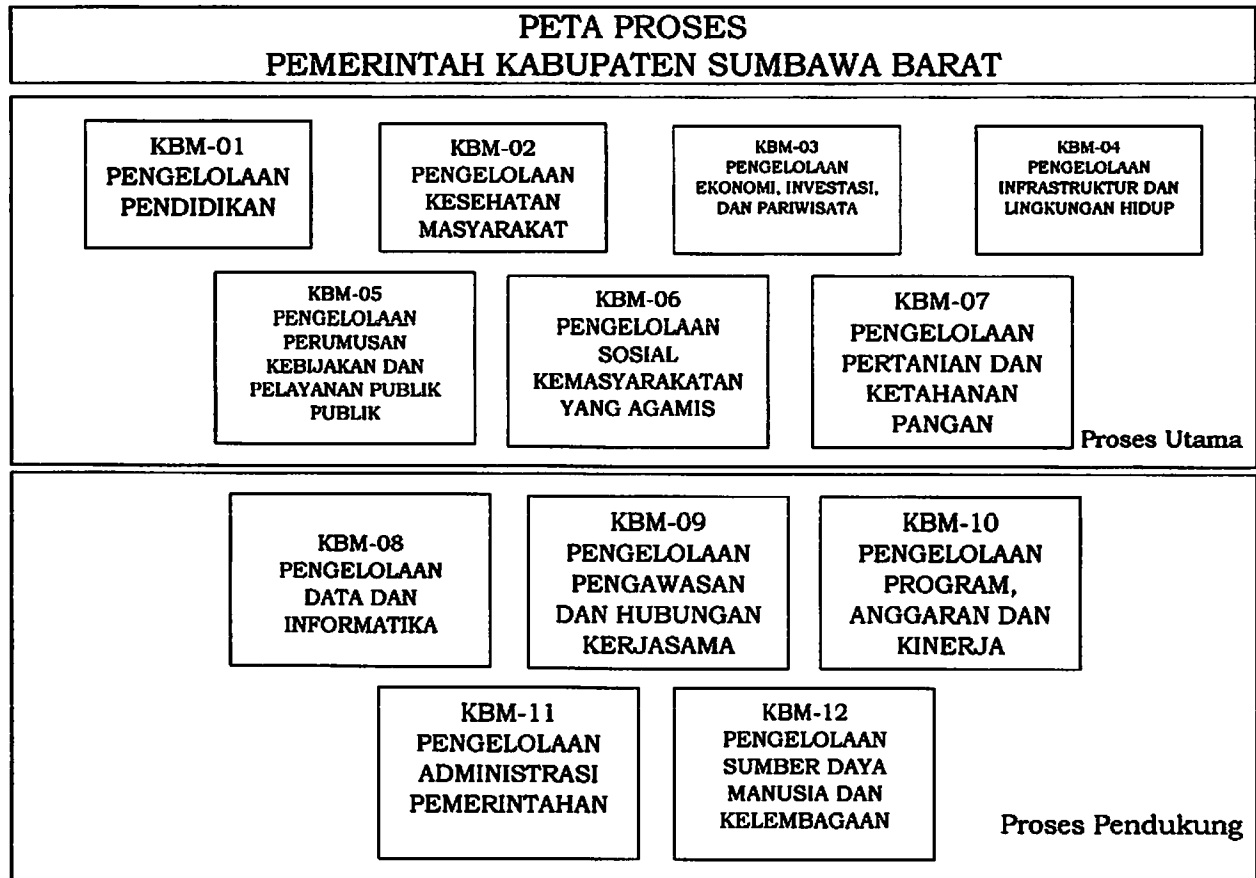 PETA PROSES
PEMERINTAH KABUPATEN SUMBAWA BARAT
KBM-01
PENGELOLAAN
PENDIDIKAN
KBM-02
PENGELOLAAN
KESEHATAN
MASYARAKAT
KBM-03
PENGELOLAAN
EKONOMI, INVESTASI,
DAN PARIWISATA
KBM-04
PENGELOLAAN
INFRASTRUKTUR DAN
LINGKUNGAN HIDUP
KBM-05
PENGELOLAAN
PERUMUSAN
KEBIJAKAN DAN
PELAYANAN PUBLIK
PUBLIK
KBM-06
PENGELOLAAN
SOSIAL
KEMASYARAKATAN
YANG AGAMIS
KBM-07
PENGELOLAAN
PERTANIAN DAN
KETAHANAN
PANGAN
Proses Utama
KBM-08
PENGELOLAAN
DATA DAN
INFORMATIKA
KBM-09
PENGELOLAAN
PENGAWASAN
DAN HUBUNGAN
KERJASAMA
KBM-10
PENGELOLAAN
PROGRAM,
ANGGARAN DAN
KINERJA
KBM-11
PENGELOLAAN
ADMINISTRASI
PEMERINTAHAN
KBM-12
PENGELOLAAN
SUMBER DAYA
MANUSIA DAN
KELEMBAGAAN
Proses Pendukung